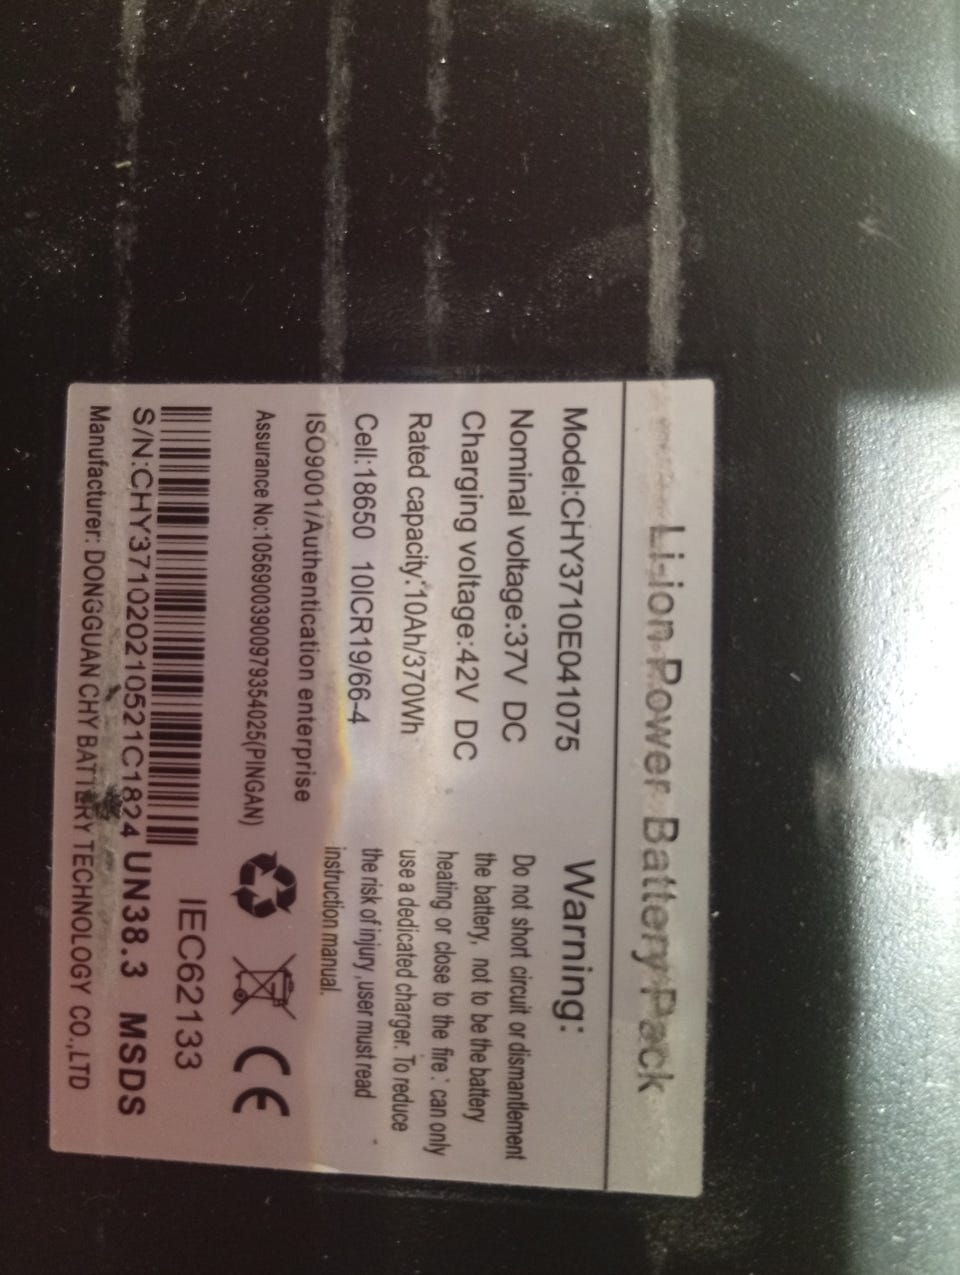 Li-ion Power Battery Pack
Model:CHY3710E041075
Nominal voltage:37V DC
Charging voltage:42V DC
Rated capacity:10Ah/370Wh
Cell:18650 10ICR19/66-4
ISO9001/Authentication enterprise
Assurance No:10569003900979354025(PINGAN)
Warning:
Do not short circuit or dismantlement
the battery, not to be the battery
heating or close to the fire . can only
use a dedicated charger. To reduce
the risk of injury ,user must read
instruction manual.
CE
IEC62133
S/N:CHY371020210521C1824 UN38.3 MSDS
Manufacturer: DONGGUAN CHY BATTERY TECHNOLOGY CO.,LTD